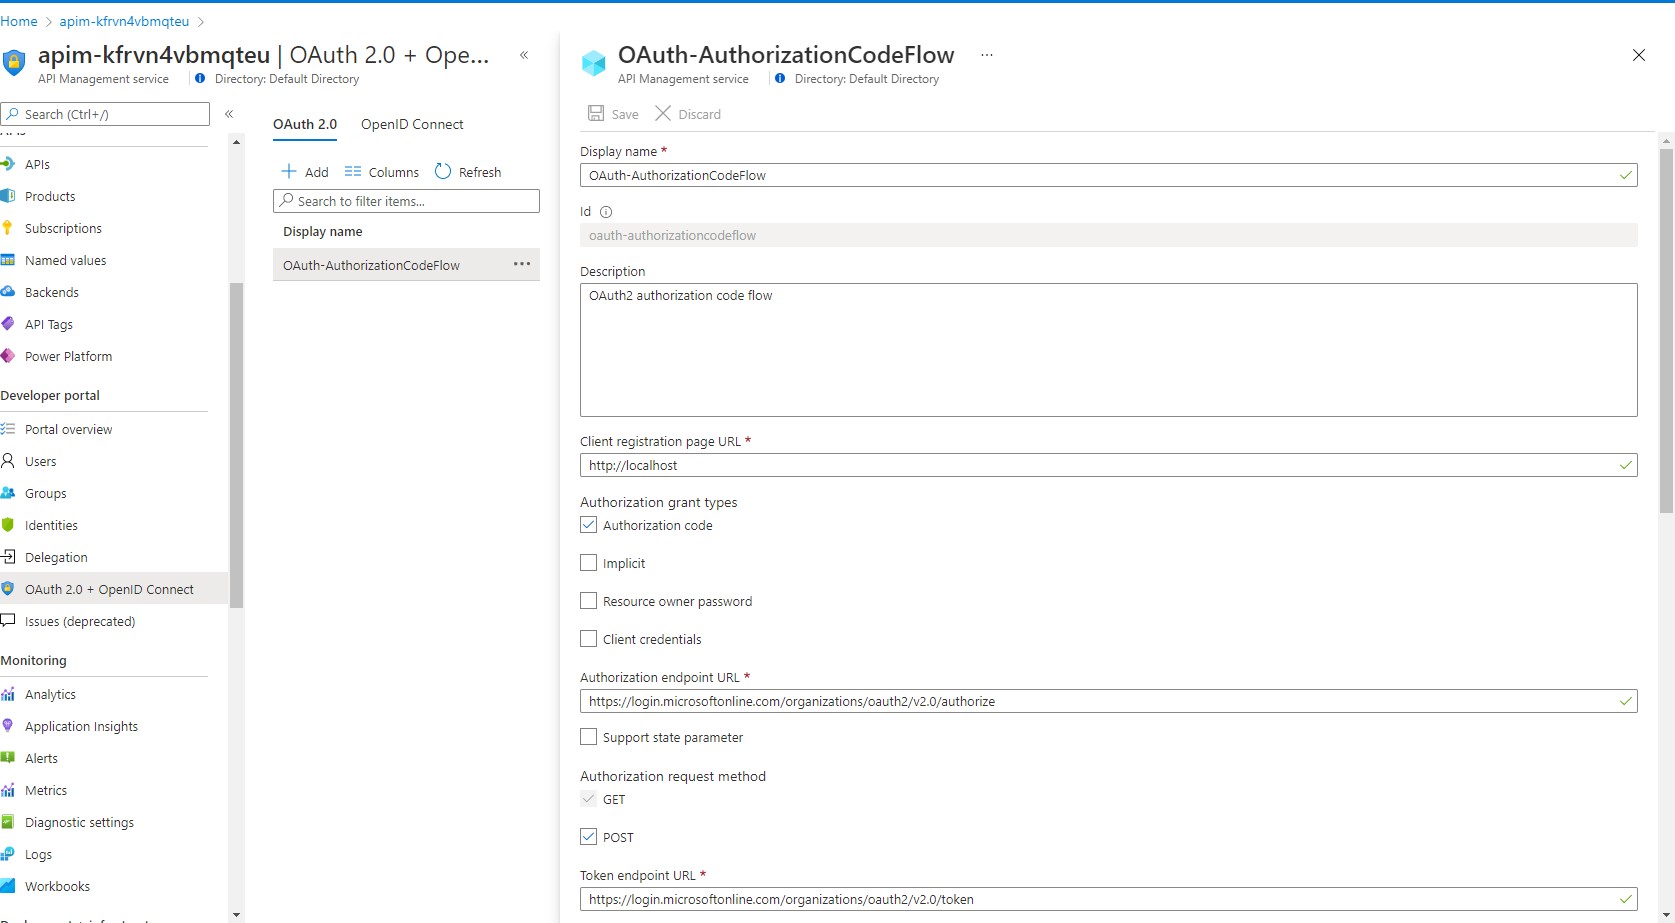 Home > apim-kfrvn4vbmqteu >
apim-kfrvn4vbmqteu | OAuth 2.0 + Ope... «
API Management service Directory: Default Directory
Search (Ctrl+/) «
APIs
Products
Subscriptions
Named values
Backends
API Tags
Power Platform
Developer portal
Portal overview
Users
Groups
Identities
Delegation
OAuth 2.0 + OpenID Connect
Issues (deprecated)
Monitoring
Analytics
Application Insights
Alerts
Metrics
Diagnostic settings
Logs
Workbooks
OAuth 2.0 OpenID Connect
Add Columns Refresh
Search to filter items...
Display name
OAuth-AuthorizationCodeFlow ...
OAuth-AuthorizationCodeFlow ...
API Management service Directory: Default Directory
Save Discard
Display name *
OAuth-AuthorizationCodeFlow
Id
oauth-authorizationcodeflow
Description
OAuth2 authorization code flow
Client registration page URL *
http://localhost
Authorization grant types
Authorization code
Implicit
Resource owner password
Client credentials
Authorization endpoint URL *
https://login.microsoftonline.com/organizations/oauth2/v2.0/authorize
Support state parameter
Authorization request method
GET
POST
Token endpoint URL *
https://login.microsoftonline.com/organizations/oauth2/v2.0/token